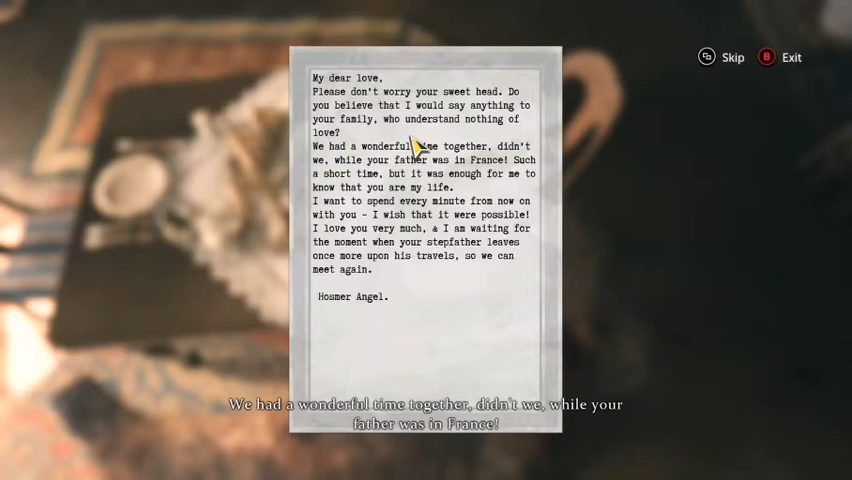 My dear love,
Please don't worry your sweet head. Do
you believe that I would say anything to
your family, who understand nothing of
love?
We had a wonderful time together, didn't
we, while your father was in France! Such
a short time, but it was enough for me to
know that you are my life.
I want to spend every minute from now on
with you – I wish that it were possible!
I love you very much, & I am waiting for
the moment when your stepfather leaves
once more upon his travels, so we can
meet again.
Hosmer Angel.
Skip
B Exit
We had a wonderful time together, didn't we, while your
father was in France!